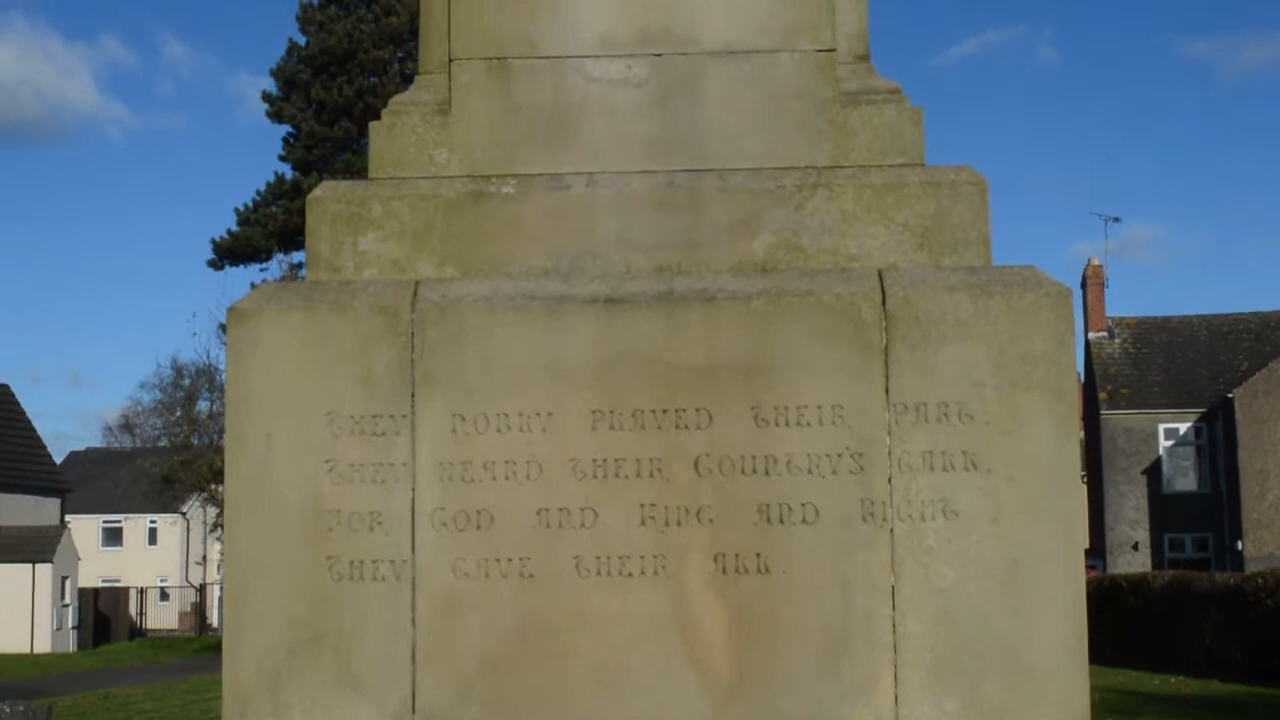 THEY NOBLY PLAYED THEIR PART.
THEY HEARD THEIR COUNTRY'S CALL,
FOR GOD AND KING AND RIGHT
THEY GAVE THEIR ALL.